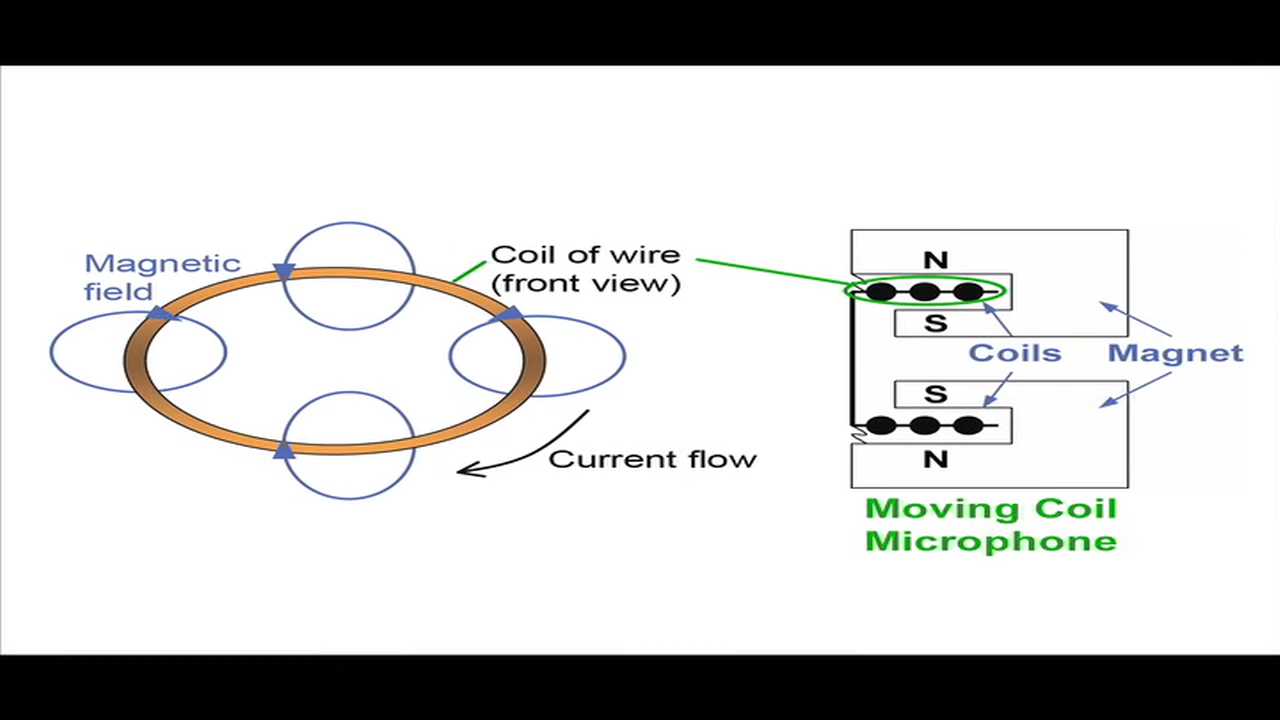 Magnetic
field
Coil of wire
(front view)
Current flow
N
S
Coils
Magnet
S
N
Moving Coil
Microphone